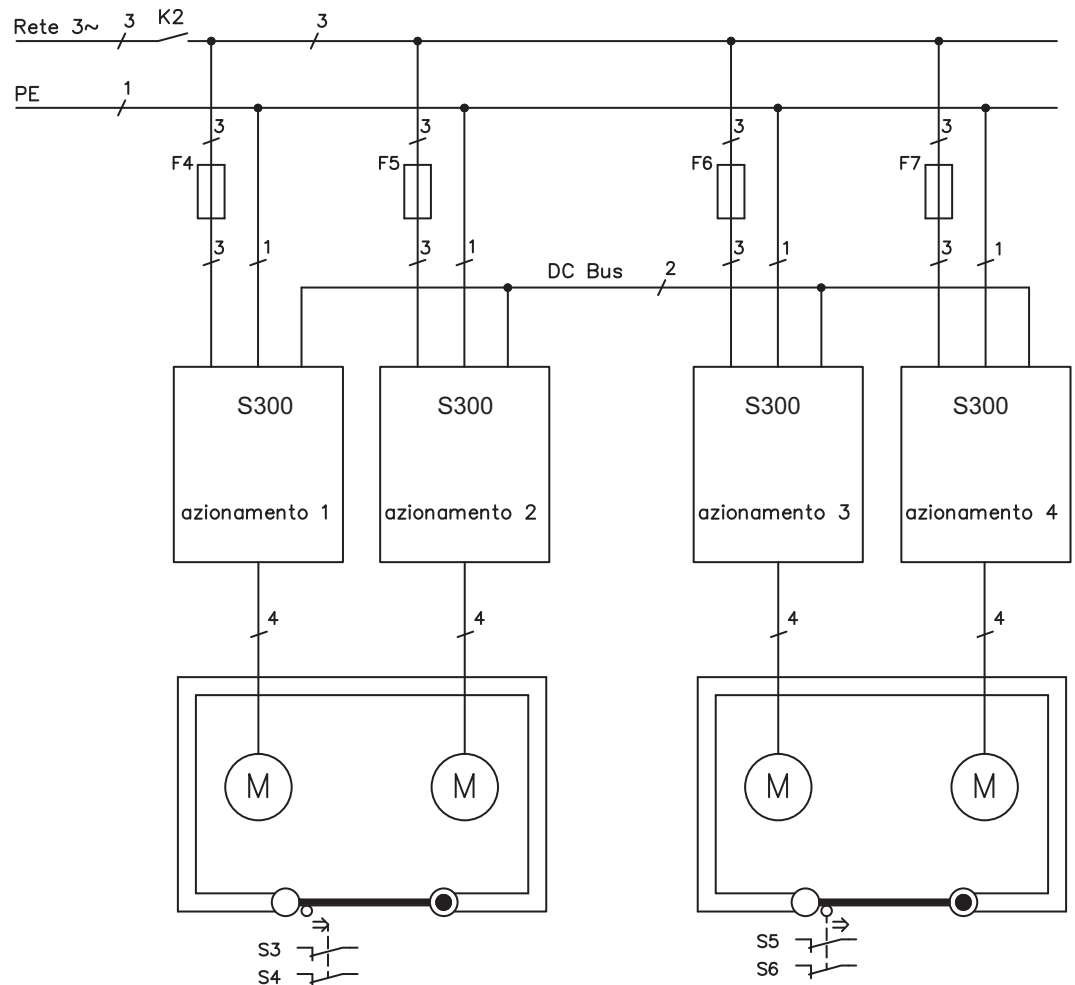 Rete 3~ 3 K2 3
PE 1
3 3 3 3
F4 F5 F6 F7
3 1 3 1 3 1 3 1
DC Bus 2
S300 S300 S300 S300
azionamento 1 azionamento 2 azionamento 3 azionamento 4
4 4 4 4
M M M M
S3 S5
S4 S6